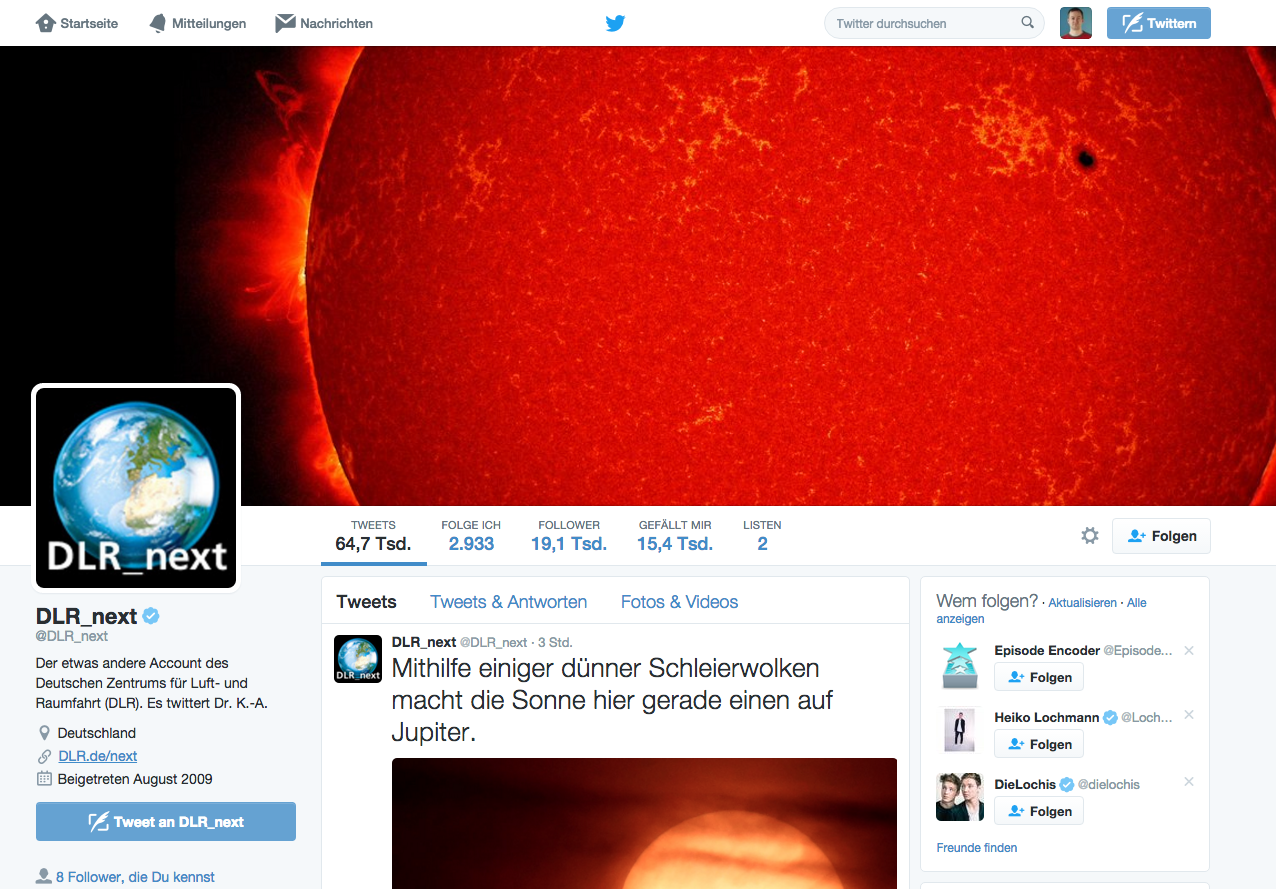 Startseite
Mitteilungen
Nachrichten
Twitter durchsuchen
Twittern
DLR_next
TWEETS
64,7 Tsd.
FOLGE ICH
2.933
FOLLOWER
19,1 Tsd.
GEFÄLLT MIR
15,4 Tsd.
LISTEN
2
Folgen
DLR_next
@DLR_next
Der etwas andere Account des
Deutschen Zentrums für Luft- und
Raumfahrt (DLR). Es twittert Dr. K.-A.
Deutschland
DLR.de/next
Beigetreten August 2009
Tweet an DLR_next
8 Follower, die Du kennst
Tweets
Tweets & Antworten
Fotos & Videos
DLR_next
DLR_next @DLR_next · 3 Std.
Mithilfe einiger dünner Schleierwolken
macht die Sonne hier gerade einen auf
Jupiter.
Wem folgen? · Aktualisieren · Alle
anzeigen
Episode Encoder @Episode...
Folgen
Heiko Lochmann @Loch...
Folgen
DieLochis @dielochis
Folgen
Freunde finden